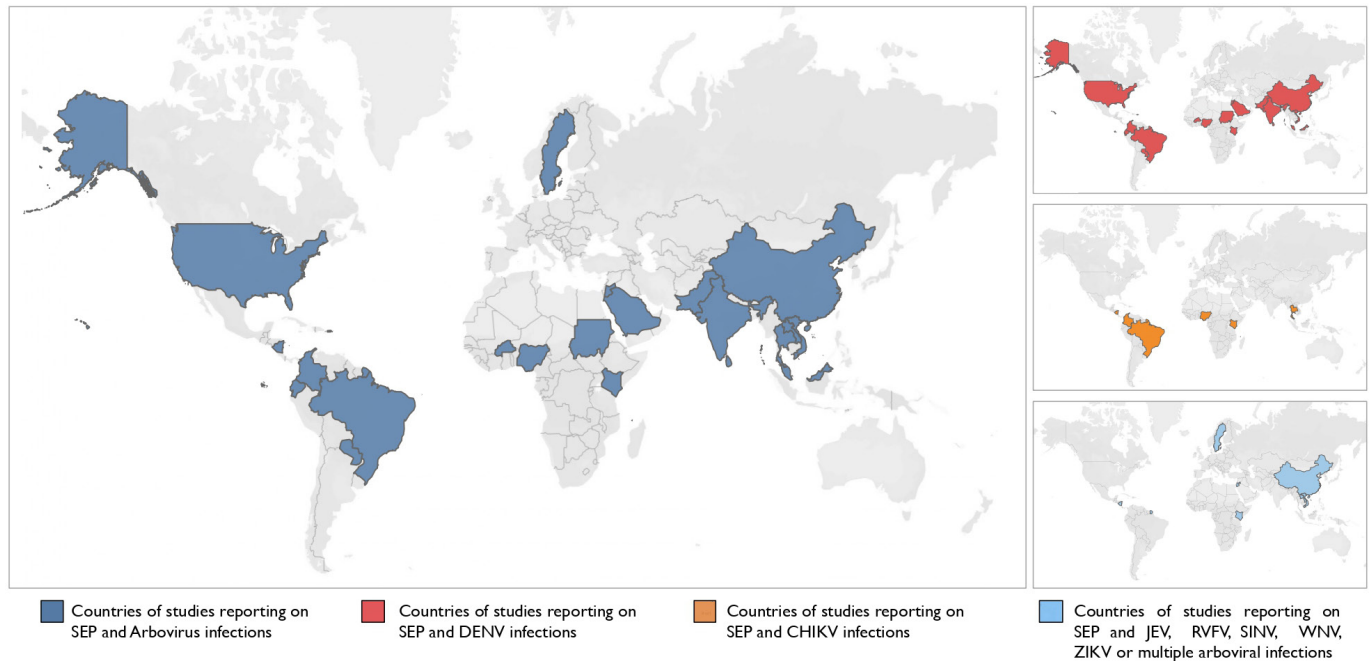 Countries of studies reporting on
SEP and Arbovirus infections
Countries of studies reporting on
SEP and DENV infections
Countries of studies reporting on
SEP and CHIKV infections
Countries of studies reporting on
SEP and JEV, RVFV, SINV, WNV,
ZIKV or multiple arboviral infections